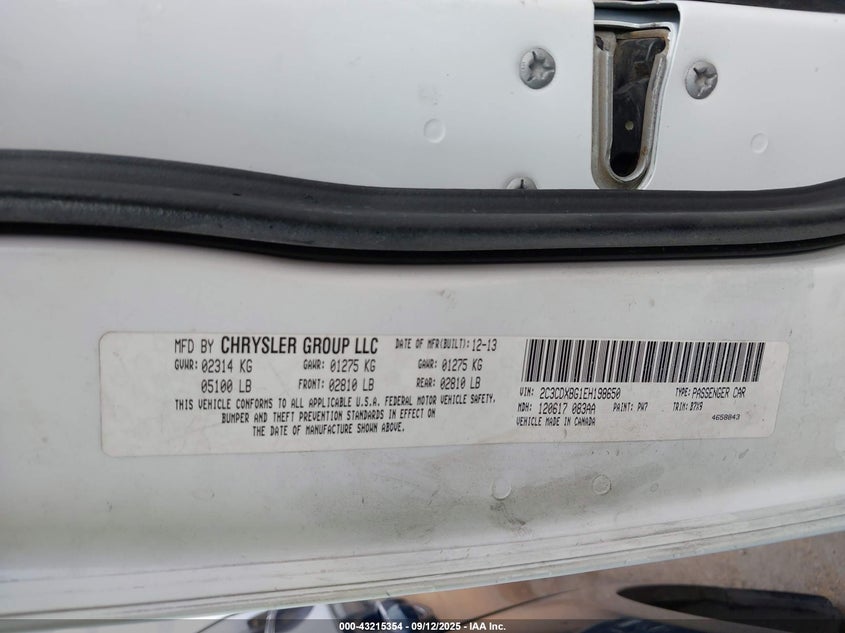 MFD BY CHRYSLER GROUP LLC DATE OF MFR(BUILT): 12-13
GVWR: 02314 KG GAWR: 01275 KG GAWR: 01275 KG
05100 LB FRONT: 02810 LB REAR: 02810 LB
THIS VEHICLE CONFORMS TO ALL APPLICABLE U.S.A. FEDERAL MOTOR VEHICLE SAFETY,
BUMPER AND THEFT PREVENTION STANDARDS IN EFFECT ON
THE DATE OF MANUFACTURE SHOWN ABOVE.
VIN: 2C3CDXBG1EH198650 TYPE: PASSENGER CAR
MDH: 120617 083AA PAINT: PW7 TRIM: B7X9
VEHICLE MADE IN CANADA 4658843
000-43215354 - 09/12/2025 - IAA Inc.